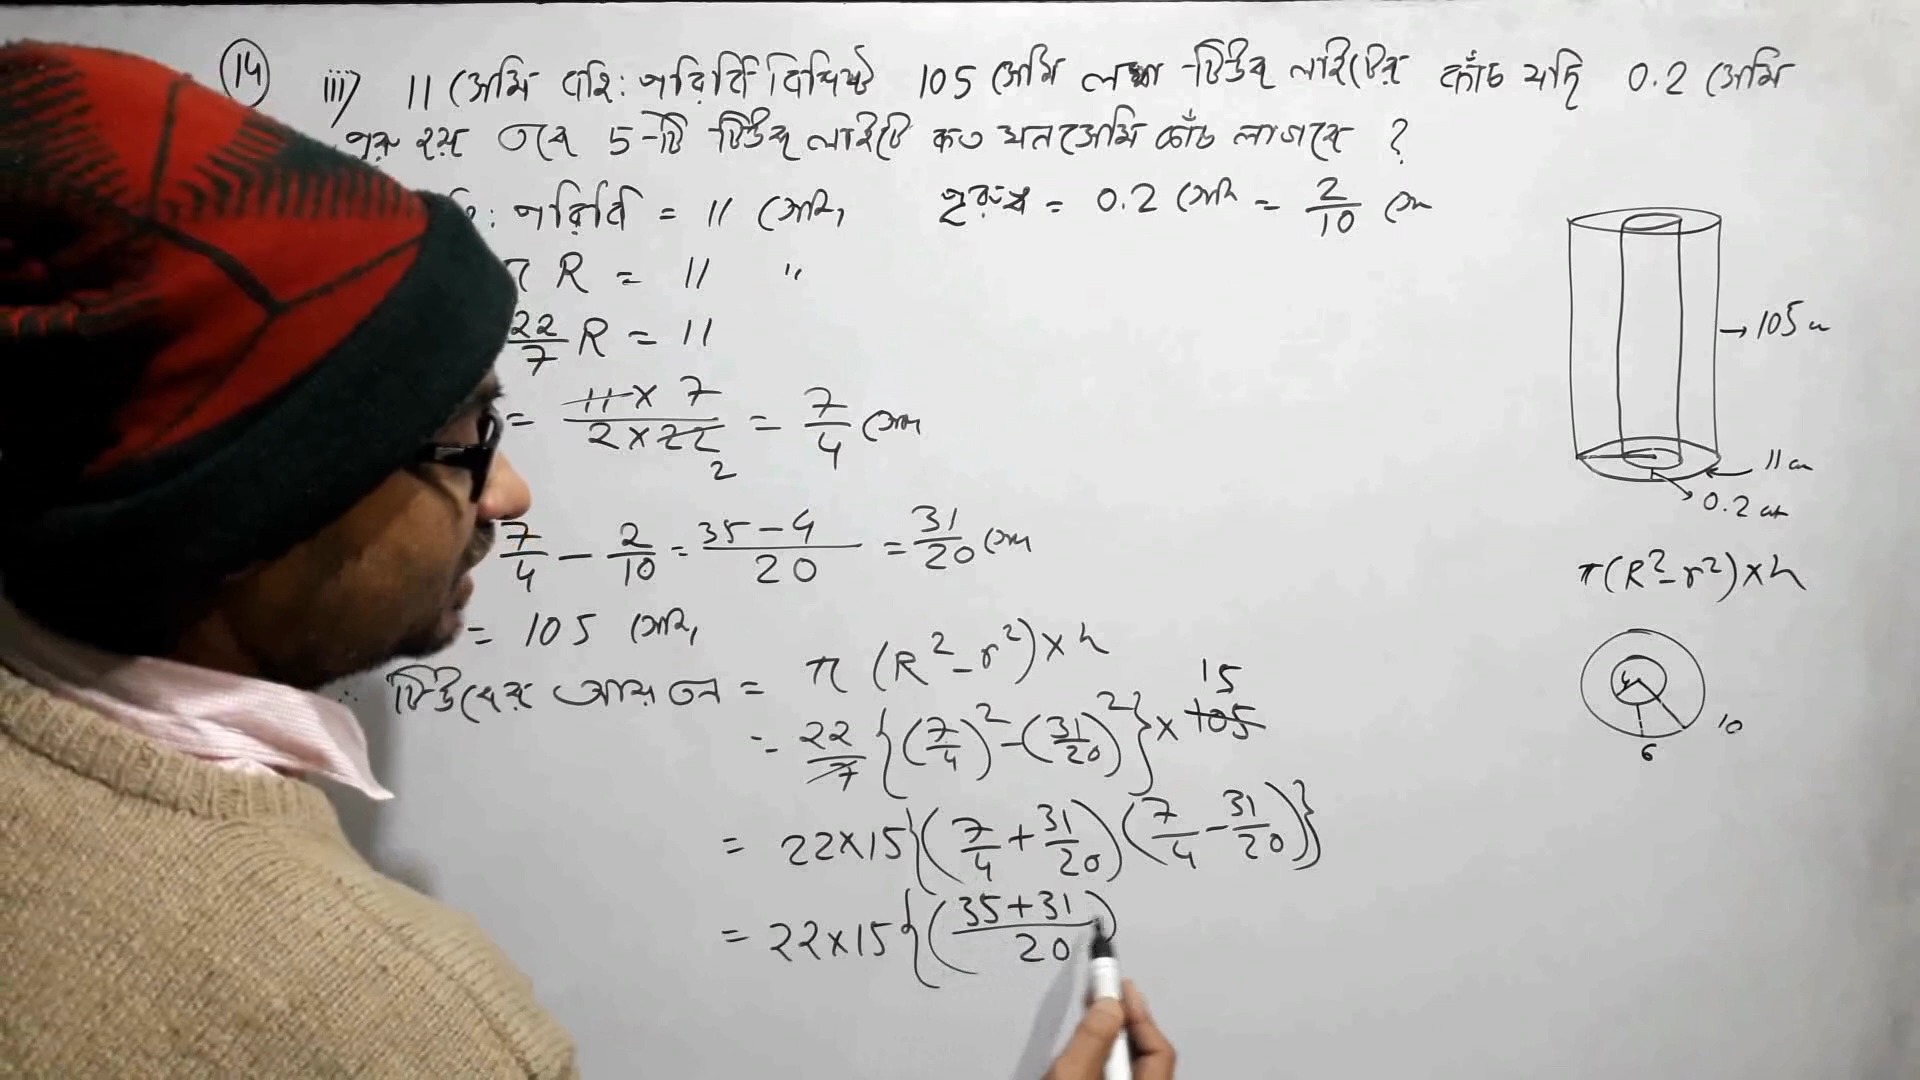 14
iii) 11 সেমি বহি: পরিধি বিশিষ্ট 105 সেমি লম্বা টিউব লাইটের কাঁচ যদি 0.2 সেমি
পুরু হয় তবে 5-টি টিউব লাইটে কত ঘনসেমি কাঁচ লাগবে ?
: পরিধি = 11 সেমি, পুরুত্ব = 0.2 সেমি = 2/10 সেমি
π R = 11 "
22/7 R = 11
= 11 x 7 / 2 x 22 2 = 7/4 সেমি
7/4 - 2/10 = 35 - 4 / 20 = 31/20 সেমি
= 105 সেমি,
∴ টিউবের আয়তন = π (R² - r²) x h
= 22/7 {(7/4)² - (31/20)²} x 105 15
= 22x15 {(7/4 + 31/20) (7/4 - 31/20)}
= 22x15 {(35+31 / 20)
→ 105 cm
11 cm
0.2 cm
π(R² - r²) x h
4
10
6